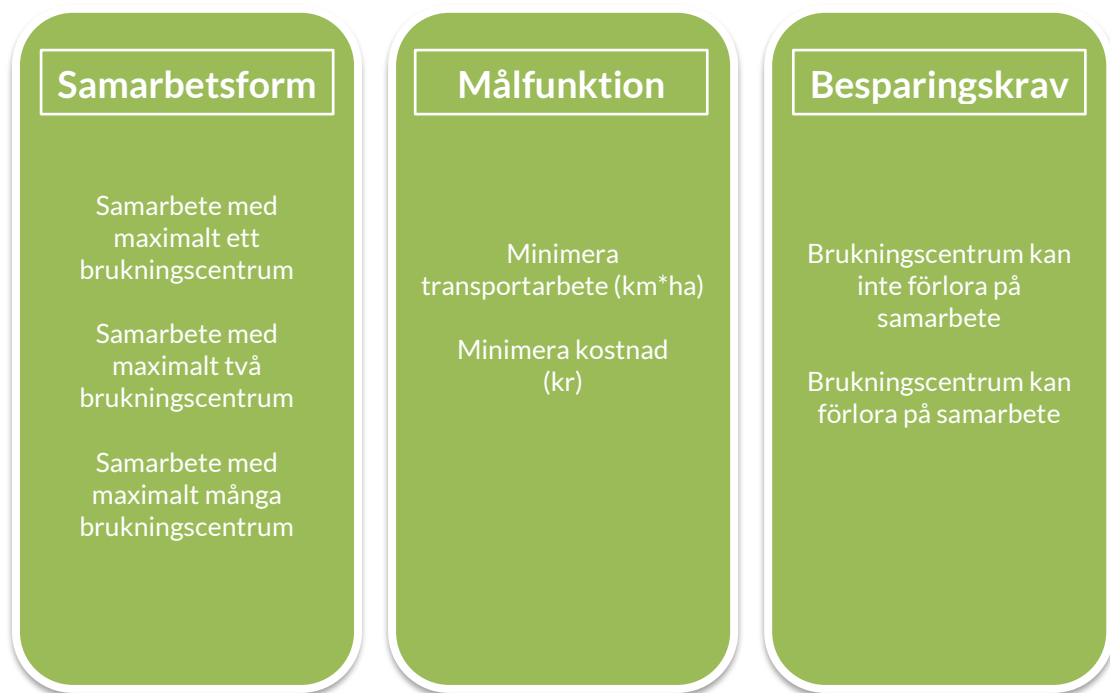 Samarbetsform
Samarbete med
maximalt ett
brukningscentrum
Samarbete med
maximalt två
brukningscentrum
Samarbete med
maximalt många
brukningscentrum
Målfunktion
Minimera
transportarbete (km*ha)
Minimera kostnad
(kr)
Besparingskrav
Brukningscentrum kan
inte förlora på
samarbete
Brukningscentrum kan
förlora på samarbete